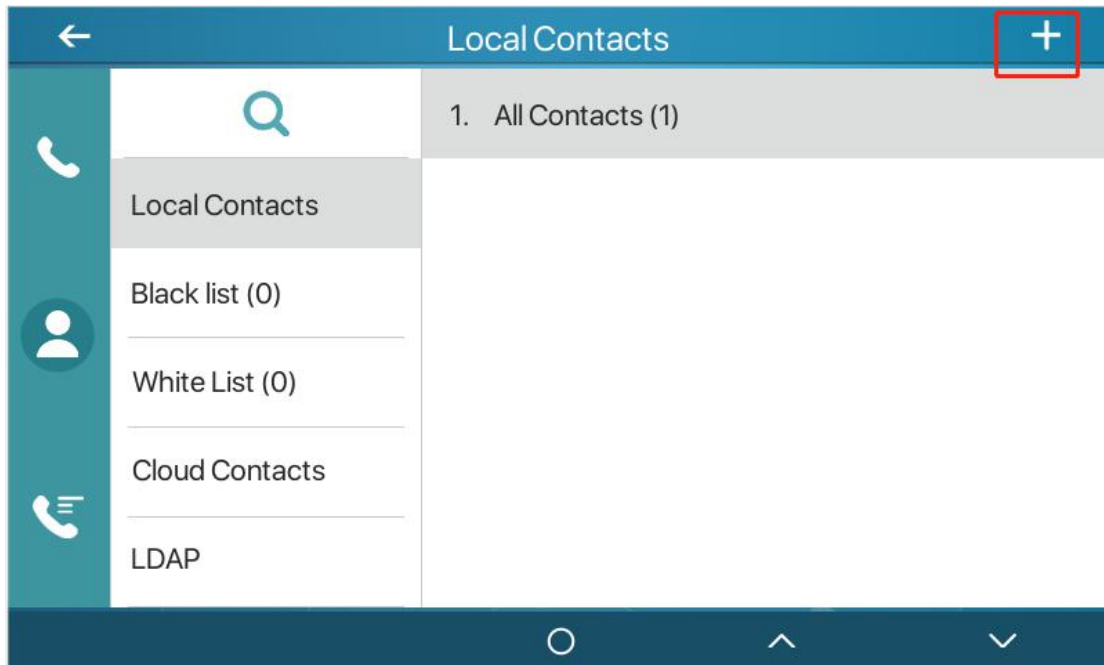 Local Contacts
1. All Contacts (1)
Local Contacts
Black list (0)
White List (0)
Cloud Contacts
LDAP